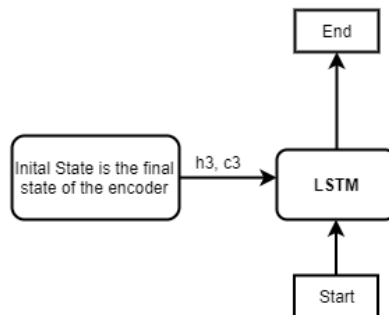 End
Inital State is the final
state of the encoder
h3, c3
LSTM
Start